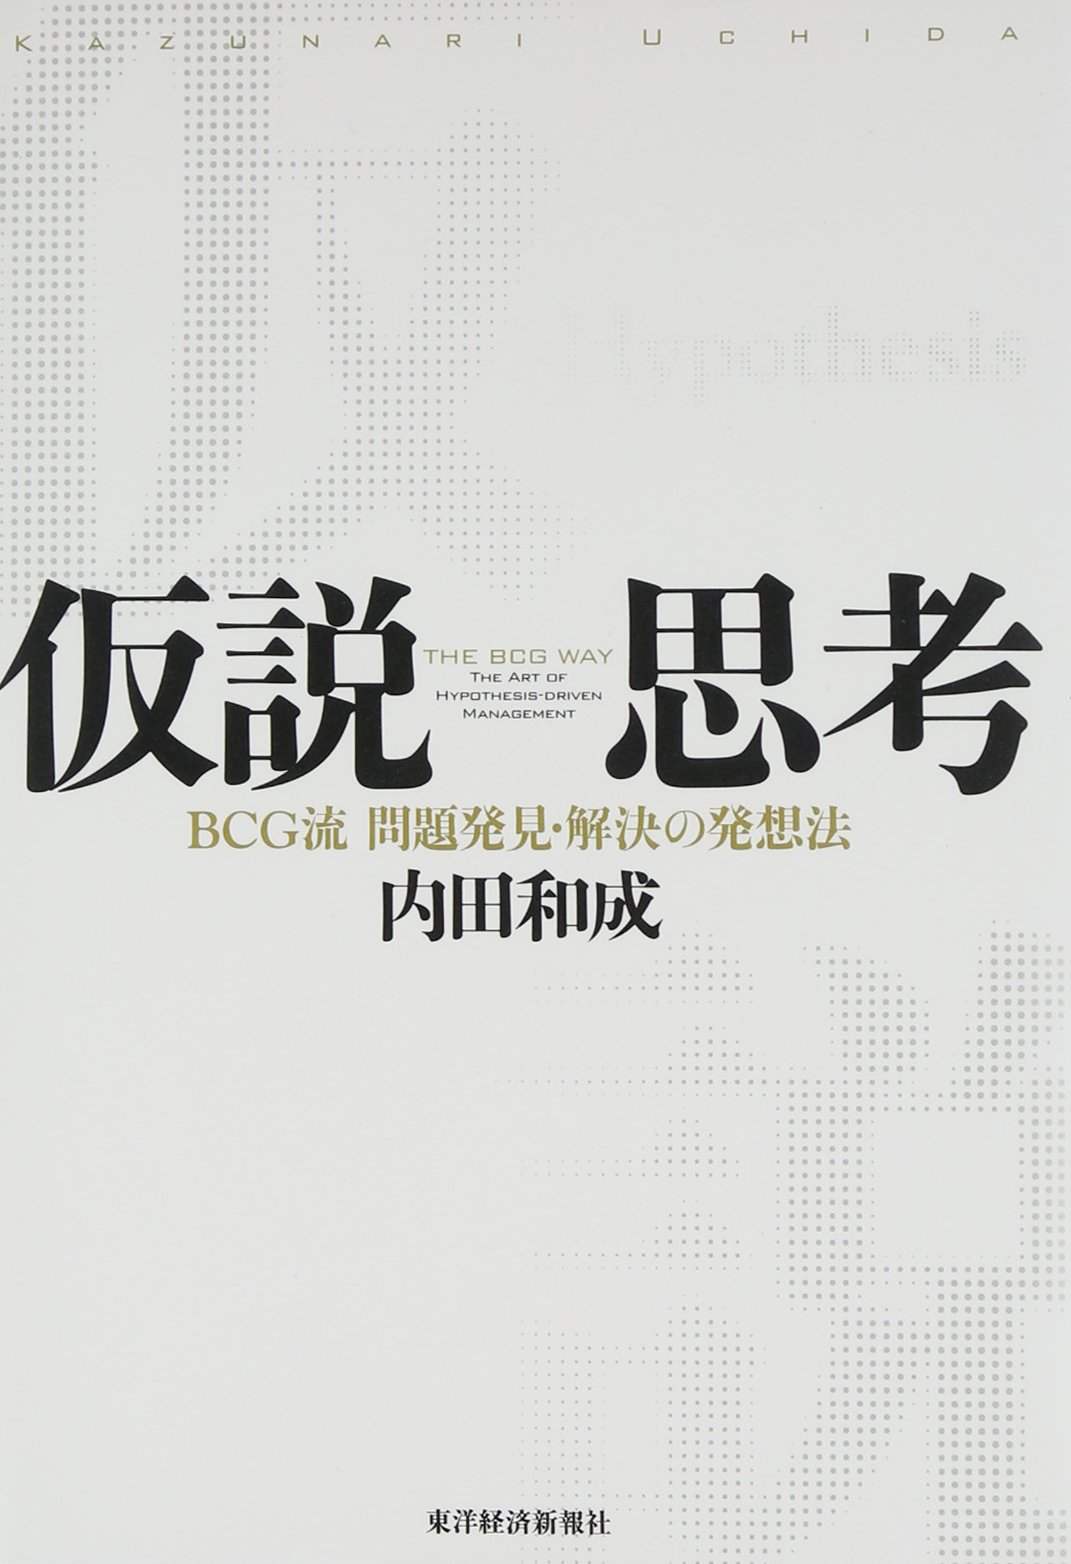 KAZUNARI UCHIDA
Hypothesis
仮説思考
THE BCG WAY
THE ART OF
HYPOTHESIS-DRIVEN
MANAGEMENT
BCG流 問題発見・解決の発想法
内田和成
東洋経済新報社